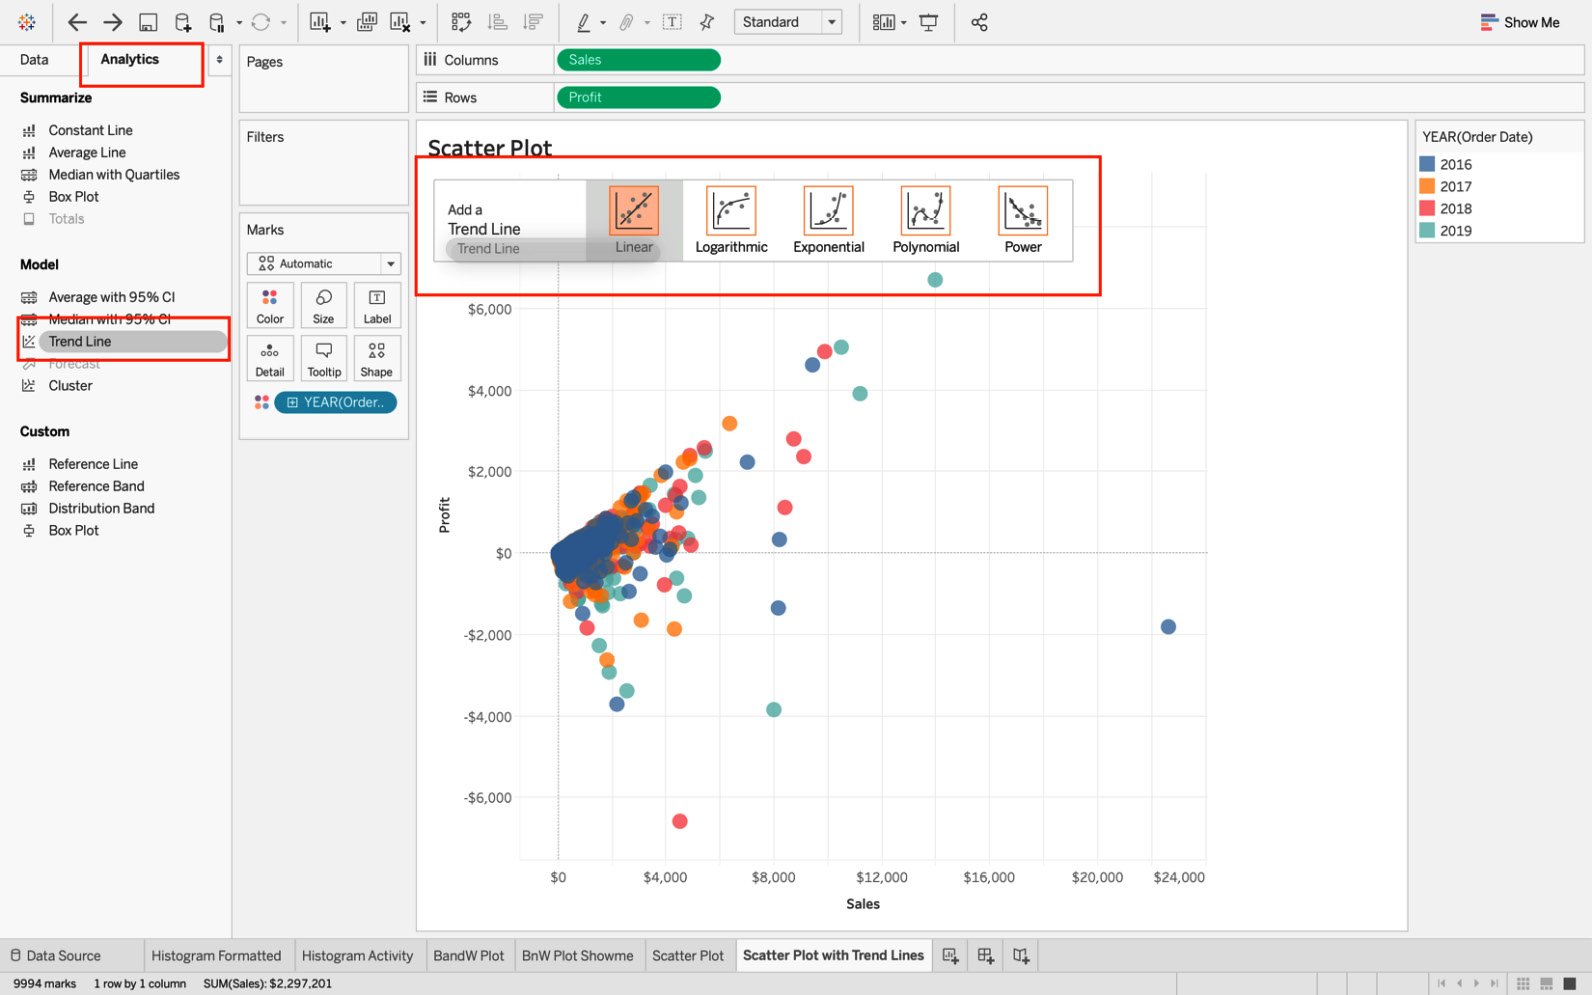 Standard
Show Me
Data
Analytics
Summarize
Constant Line
Average Line
Median with Quartiles
Box Plot
Totals
Model
Average with 95% CI
Median with 95% CI
Trend Line
Forecast
Cluster
Custom
Reference Line
Reference Band
Distribution Band
Box Plot
Pages
Filters
Marks
Automatic
Color
Size
Label
Detail
Tooltip
Shape
YEAR(Order..
Columns
Sales
Rows
Profit
Scatter Plot
Add a
Trend Line
Trend Line
Linear
Logarithmic
Exponential
Polynomial
Power
$6,000
$4,000
$2,000
$0
-$2,000
-$4,000
-$6,000
Profit
$0
$4,000
$8,000
$12,000
$16,000
$20,000
$24,000
Sales
YEAR(Order Date)
2016
2017
2018
2019
Data Source
Histogram Formatted
Histogram Activity
BandW Plot
BnW Plot Showme
Scatter Plot
Scatter Plot with Trend Lines
9994 marks
1 row by 1 column
SUM(Sales): $2,297,201